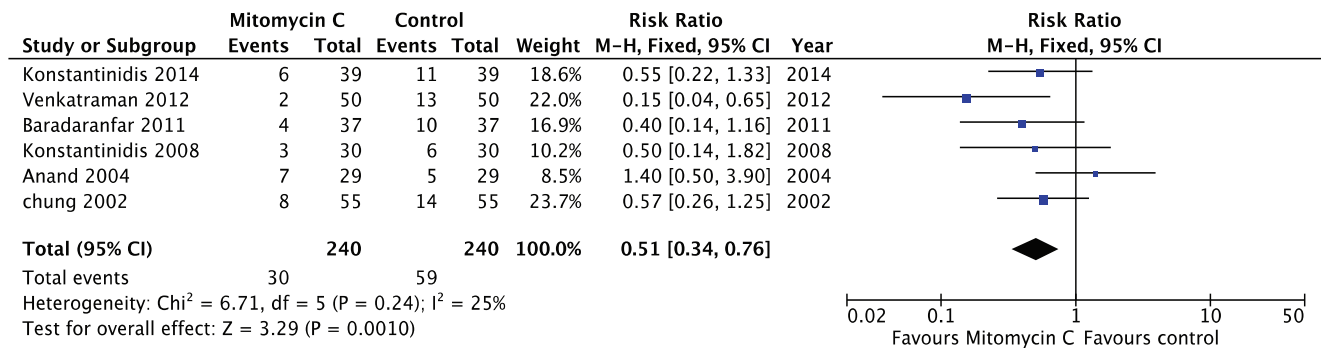 Mitomycin C Control Risk Ratio Risk Ratio
Study or Subgroup Events Total Events Total Weight M-H, Fixed, 95% CI Year M-H, Fixed, 95% CI
Konstantinidis 2014 6 39 11 39 18.6% 0.55 [0.22, 1.33] 2014
Venkatraman 2012 2 50 13 50 22.0% 0.15 [0.04, 0.65] 2012
Baradaranfar 2011 4 37 10 37 16.9% 0.40 [0.14, 1.16] 2011
Konstantinidis 2008 3 30 6 30 10.2% 0.50 [0.14, 1.82] 2008
Anand 2004 7 29 5 29 8.5% 1.40 [0.50, 3.90] 2004
chung 2002 8 55 14 55 23.7% 0.57 [0.26, 1.25] 2002
Total (95% CI) 240 240 100.0% 0.51 [0.34, 0.76]
Total events 30 59
Heterogeneity: Chi² = 6.71, df = 5 (P = 0.24); I² = 25%
Test for overall effect: Z = 3.29 (P = 0.0010)
0.02 0.1 1 10 50
Favours Mitomycin C Favours control